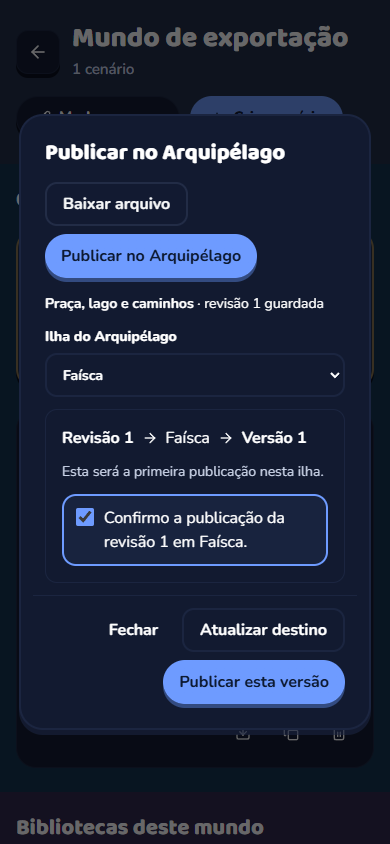 Mundo de exportação
1 cenário
Publicar no Arquipélago
Baixar arquivo
Publicar no Arquipélago
Praça, lago e caminhos · revisão 1 guardada
Ilha do Arquipélago
Faísca
Revisão 1 → Faísca → Versão 1
Esta será a primeira publicação nesta ilha.
Confirmo a publicação da
revisão 1 em Faísca.
Fechar
Atualizar destino
Publicar esta versão
Bibliotecas deste mundo